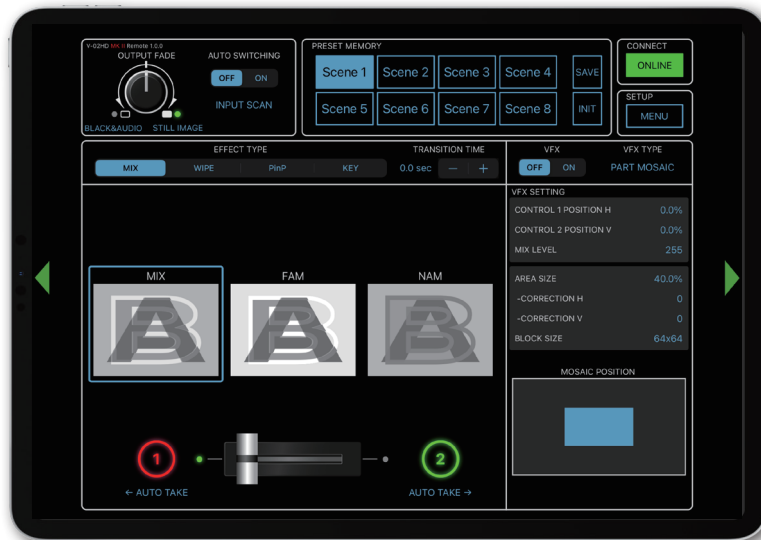 V-02HD MK II Remote 1.0.0
OUTPUT FADE
AUTO SWITCHING
OFF ON
INPUT SCAN
BLACK&AUDIO STILL IMAGE
PRESET MEMORY
Scene 1 Scene 2 Scene 3 Scene 4 SAVE
Scene 5 Scene 6 Scene 7 Scene 8 INIT
CONNECT
ONLINE
SETUP
MENU
EFFECT TYPE
MIX WIPE PinP KEY
TRANSITION TIME
0.0 sec — +
VFX
OFF ON
VFX TYPE
PART MOSAIC
MIX FAM NAM
A B A B A B
1 2
← AUTO TAKE AUTO TAKE →
VFX SETTING
CONTROL 1 POSITION H 0.0%
CONTROL 2 POSITION V 0.0%
MIX LEVEL 255
AREA SIZE 40.0%
-CORRECTION H 0
-CORRECTION V 0
BLOCK SIZE 64x64
MOSAIC POSITION